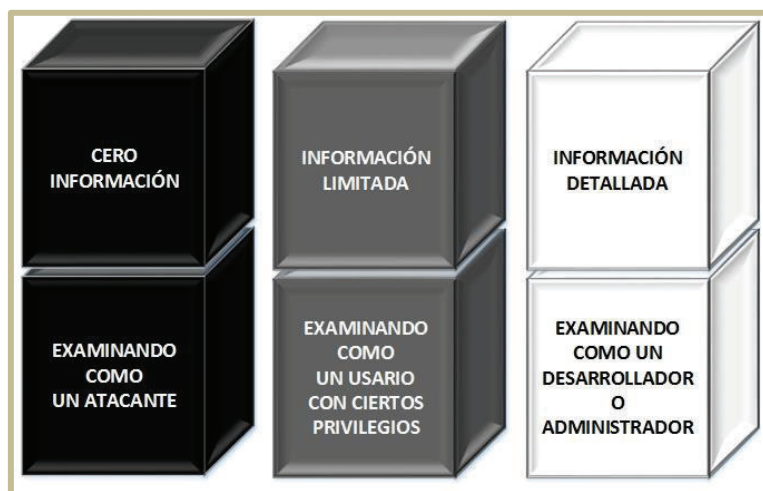 CERO
INFORMACIÓN
INFORMACIÓN
LIMITADA
INFORMACIÓN
DETALLADA
EXAMINANDO
COMO
UN ATACANTE
EXAMINANDO
COMO
UN USARIO
CON CIERTOS
PRIVILEGIOS
EXAMINANDO
COMO UN
DESARROLLADOR
O
ADMINISTRADOR